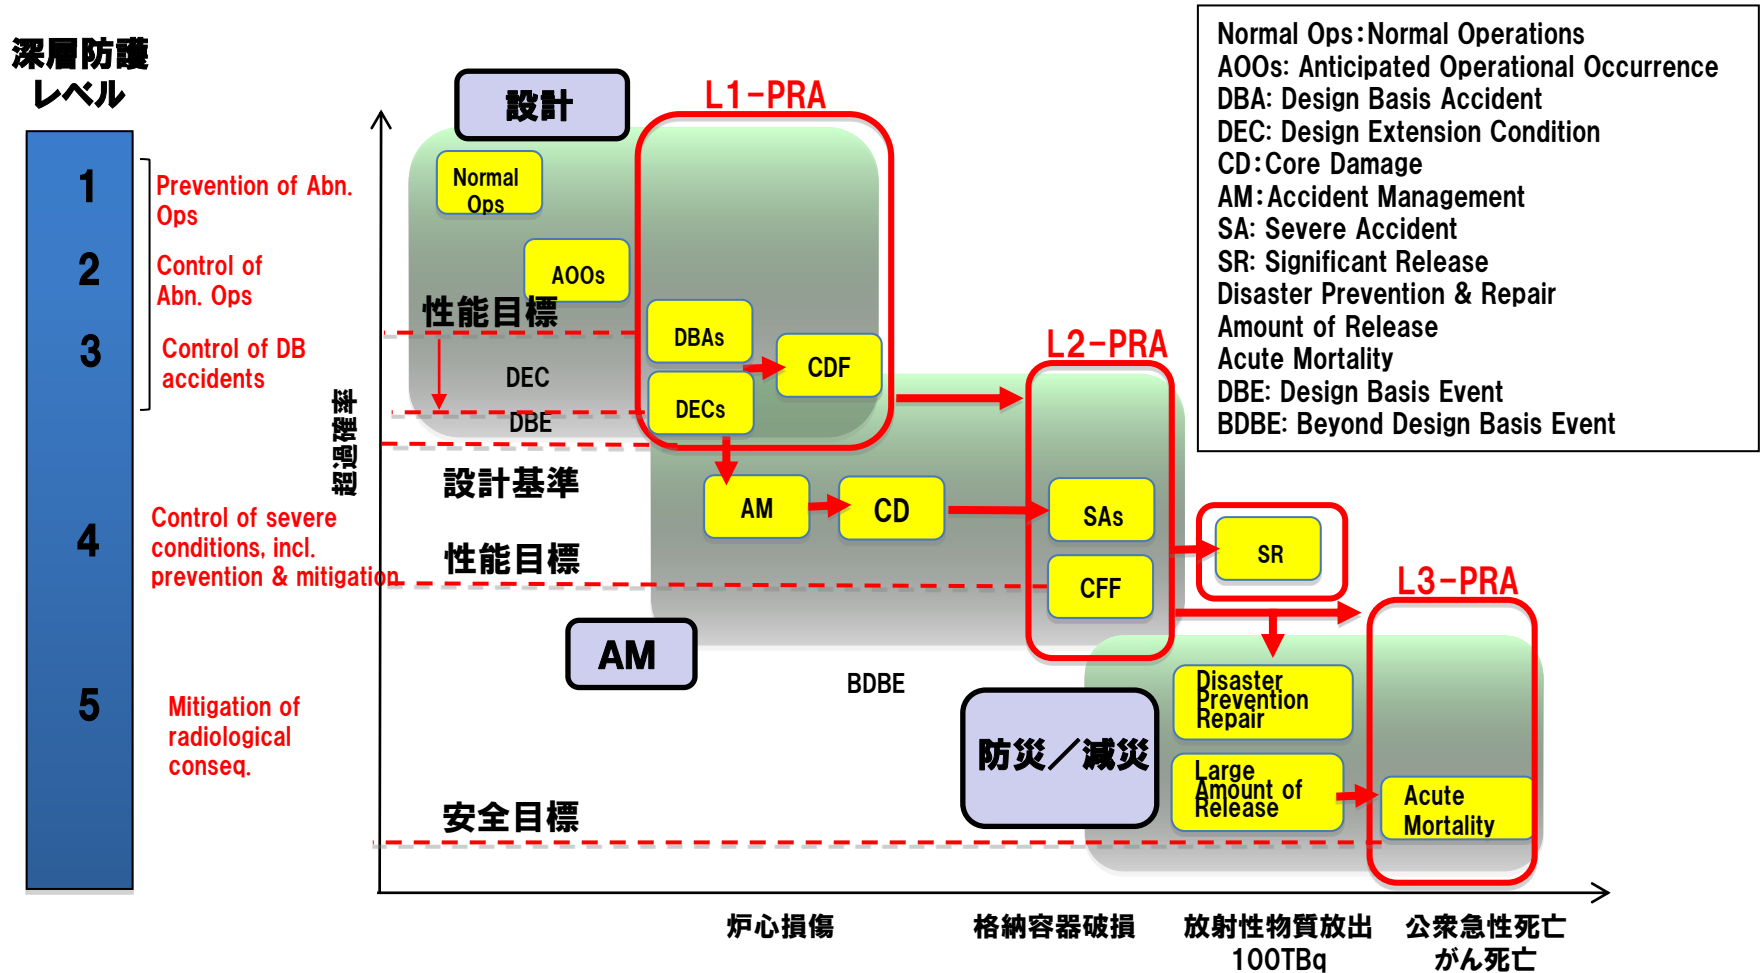 深層防護
レベル
1
2
3
4
5
Prevention of Abn.
Ops
Control of
Abn. Ops
Control of DB
accidents
Control of severe
conditions, incl.
prevention & mitigation
Mitigation of
radiological
conseq.
超過確率
設計
L1-PRA
Normal
Ops
AOOs
性能目標
DBAs
CDF
DEC
DECs
DBE
設計基準
AM
CD
性能目標
AM
BDBE
L2-PRA
SAs
CFF
SR
L3-PRA
防災／減災
Disaster
Prevention
Repair
Large
Amount of
Release
Acute
Mortality
安全目標
炉心損傷
格納容器破損
放射性物質放出
100TBq
公衆急性死亡
がん死亡
Normal Ops:Normal Operations
AOOs: Anticipated Operational Occurrence
DBA: Design Basis Accident
DEC: Design Extension Condition
CD:Core Damage
AM:Accident Management
SA: Severe Accident
SR: Significant Release
Disaster Prevention & Repair
Amount of Release
Acute Mortality
DBE: Design Basis Event
BDBE: Beyond Design Basis Event